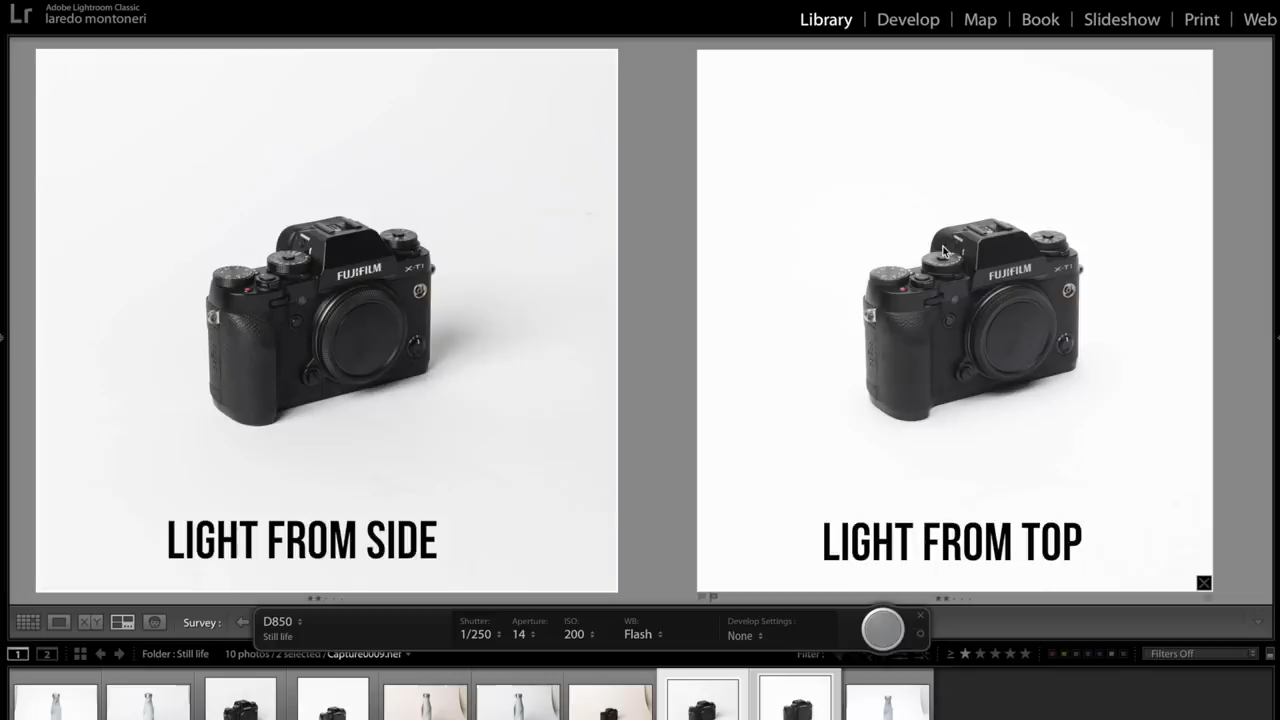 Lr
Adobe Lightroom Classic
laredo montoneri
Library | Develop | Map | Book | Slideshow | Print | Web
FUJIFILM
X-T1
LIGHT FROM SIDE
FUJIFILM
X-T1
LIGHT FROM TOP
X Y
Survey :
D850
Still life
Shutter:
1/250
Aperture:
14
ISO:
200
WB:
Flash
Develop Settings :
None
1 2
Folder : Still life
10 photos / 2 selected / Capture0009.nef
Filter :
Filters Off